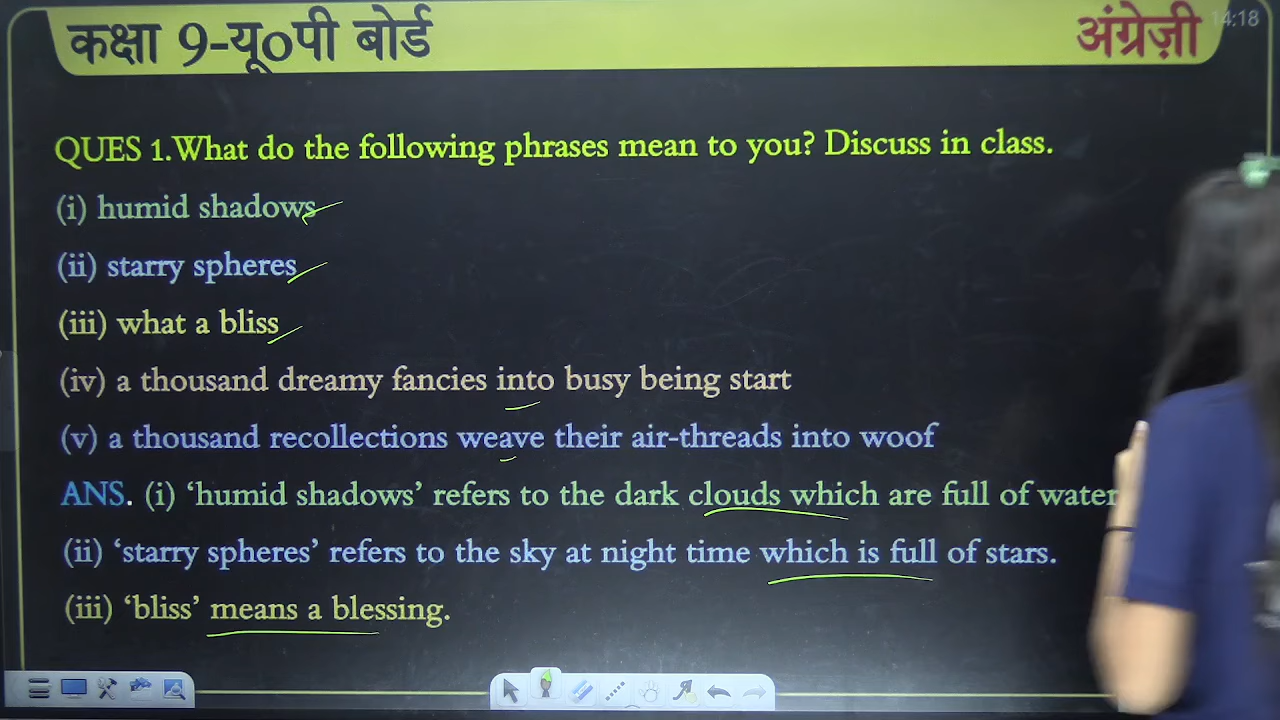 कक्षा 9-यू0पी बोर्ड
अंग्रेज़ी 14:18
QUES 1.What do the following phrases mean to you? Discuss in class.
(i) humid shadows
(ii) starry spheres
(iii) what a bliss
(iv) a thousand dreamy fancies into busy being start
(v) a thousand recollections weave their air-threads into woof
ANS. (i) ‘humid shadows’ refers to the dark clouds which are full of water
(ii) ‘starry spheres’ refers to the sky at night time which is full of stars.
(iii) ‘bliss’ means a blessing.